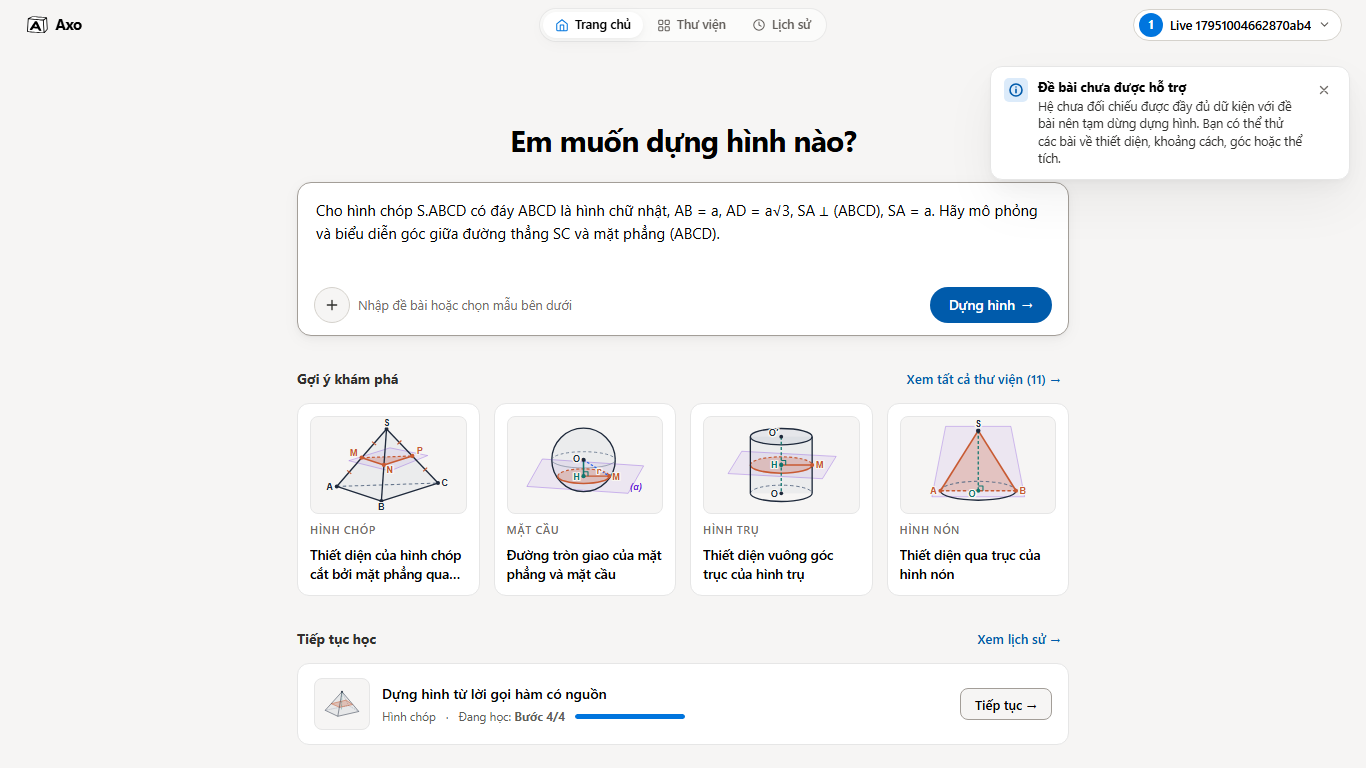 Axo
Trang chủ
Thư viện
Lịch sử
1
Live 17951004662870ab4
Đề bài chưa được hỗ trợ
Hệ chưa đối chiếu được đầy đủ dữ kiện với đề
bài nên tạm dừng dựng hình. Bạn có thể thử
các bài về thiết diện, khoảng cách, góc hoặc thể
tích.
Em muốn dựng hình nào?
Cho hình chóp S.ABCD có đáy ABCD là hình chữ nhật, AB = a, AD = a√3, SA ⊥ (ABCD), SA = a. Hãy mô phỏng
và biểu diễn góc giữa đường thẳng SC và mặt phẳng (ABCD).
Nhập đề bài hoặc chọn mẫu bên dưới
Dựng hình →
Gợi ý khám phá
Xem tất cả thư viện (11) →
S
M
P
N
A
C
B
HÌNH CHÓP
Thiết diện của hình chóp
cắt bởi mặt phẳng qua...
O
r
H
M
(α)
MẶT CẦU
Đường tròn giao của mặt
phẳng và mặt cầu
O'
H
M
O
HÌNH TRỤ
Thiết diện vuông góc
trục của hình trụ
S
A
O
B
HÌNH NÓN
Thiết diện qua trục của
hình nón
Tiếp tục học
Xem lịch sử →
Dựng hình từ lời gọi hàm có nguồn
Hình chóp · Đang học: Bước 4/4
Tiếp tục →